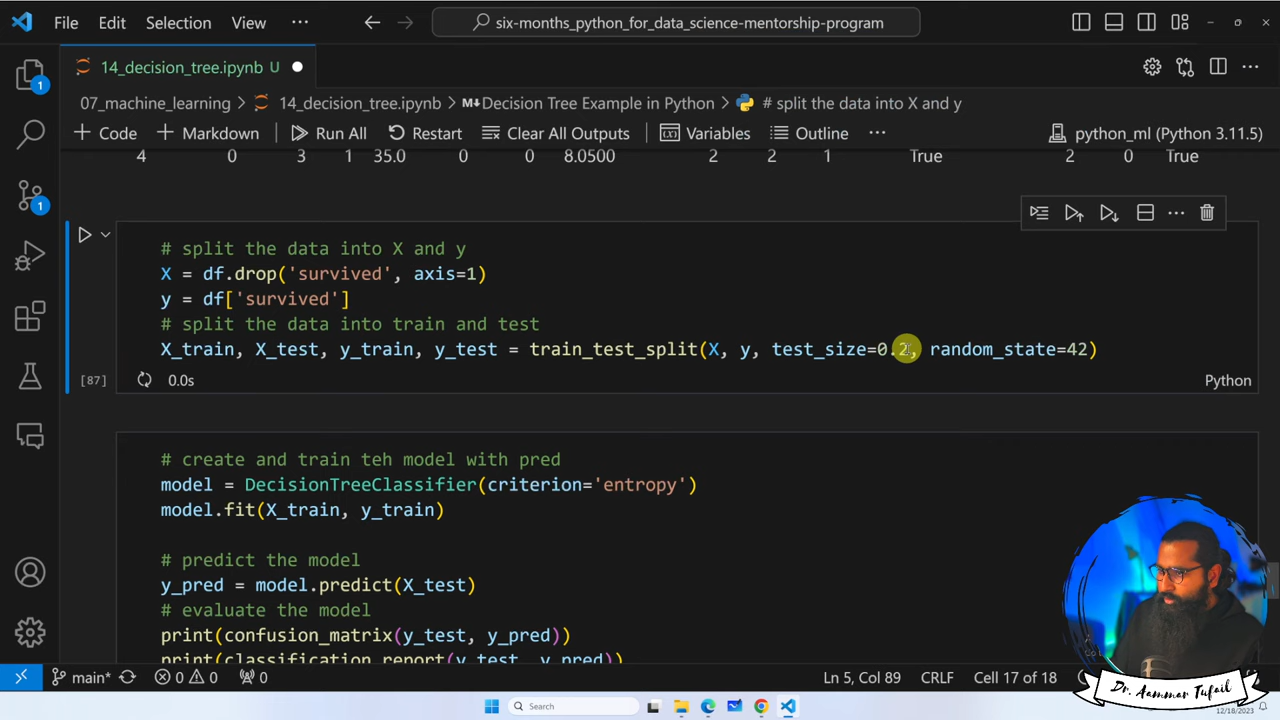 File Edit Selection View ··· six-months_python_for_data_science-mentorship-program
14_decision_tree.ipynb U
07_machine_learning > 14_decision_tree.ipynb > Decision Tree Example in Python > # split the data into X and y
+ Code + Markdown Run All Restart Clear All Outputs Variables Outline ··· python_ml (Python 3.11.5)
4 0 3 1 35.0 0 0 8.0500 2 2 1 True 2 0 True
# split the data into X and y
X = df.drop('survived', axis=1)
y = df['survived']
# split the data into train and test
X_train, X_test, y_train, y_test = train_test_split(X, y, test_size=0.2, random_state=42)
[87] 0.0s Python
# create and train teh model with pred
model = DecisionTreeClassifier(criterion='entropy')
model.fit(X_train, y_train)
# predict the model
y_pred = model.predict(X_test)
# evaluate the model
print(confusion_matrix(y_test, y_pred))
print(classification_report(y_test, y_pred))
1
1
main* 0 0 0 Ln 5, Col 89 CRLF Cell 17 of 18
Dr. Aammar Tufail
Search
12/18/2023